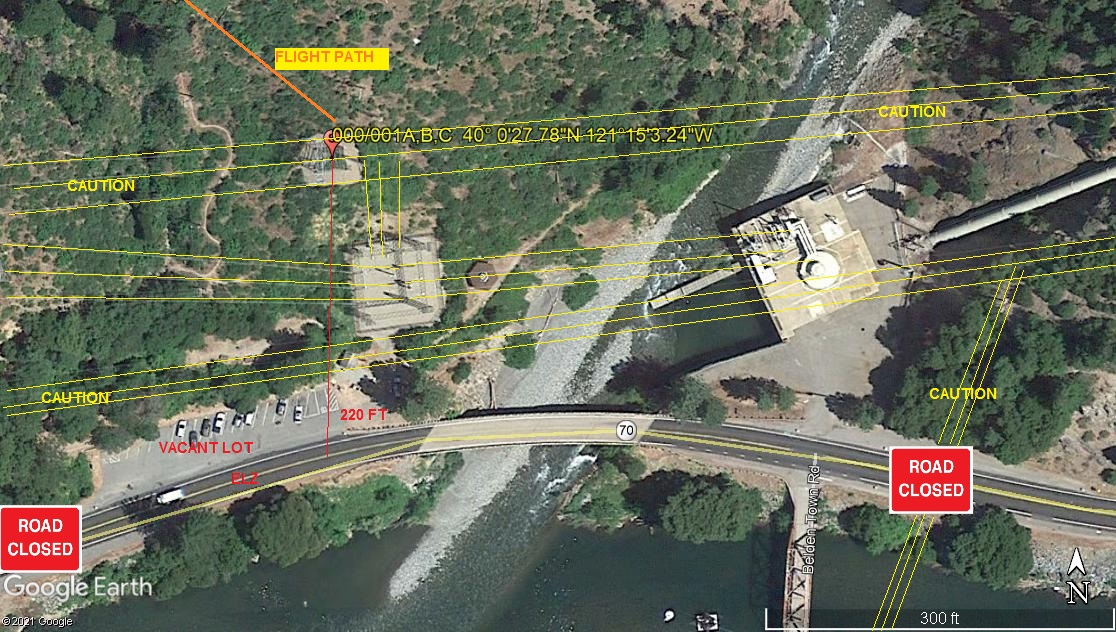 FLIGHT PATH
000/001A,B,C 40° 0'27.78"N 121°15'3.24"W
CAUTION
CAUTION
CAUTION
CAUTION
220 FT
VACANT LOT
ELZ
70
ROAD
CLOSED
Belden Town Rd
ROAD
CLOSED
Google Earth
©2021 Google
N
300 ft